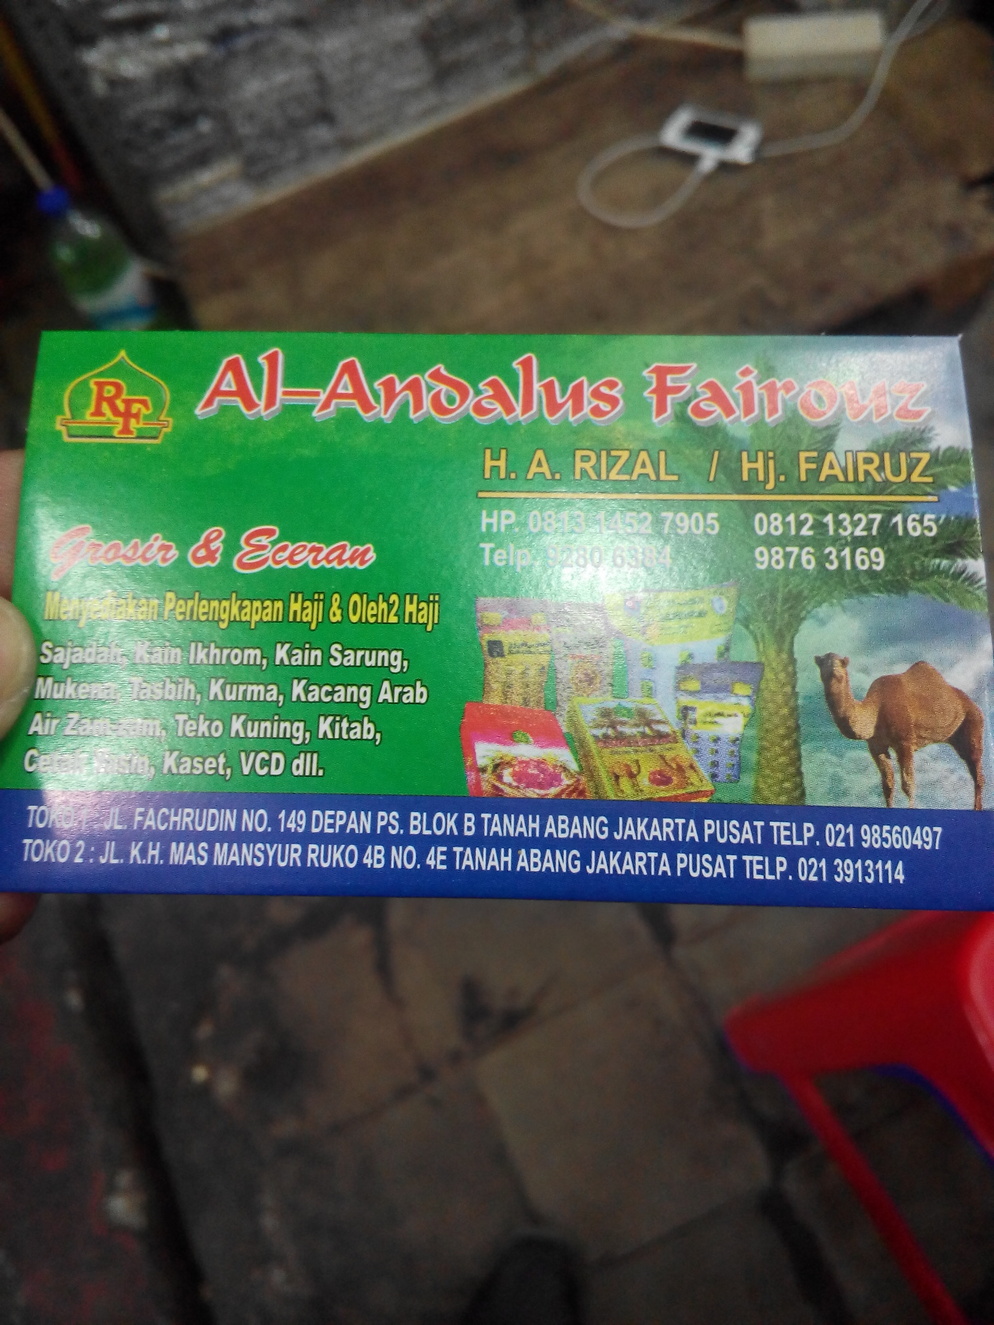 RF
Al-Andalus Fairouz
H. A. RIZAL / Hj. FAIRUZ
HP. 0813 1452 7905 0812 1327 165
Telp. 9280 6384 9876 3169
Grosir & Eceran
Menyediakan Perlengkapan Haji & Oleh2 Haji
Sajadah, Kain Ikhrom, Kain Sarung,
Mukena, Tasbih, Kurma, Kacang Arab
Air Zam-zam, Teko Kuning, Kitab,
Kaset, VCD dll.
TOKO 1 : JL. FACHRUDIN NO. 149 DEPAN PS. BLOK B TANAH ABANG JAKARTA PUSAT TELP. 021 98560497
TOKO 2 : JL. K.H. MAS MANSYUR RUKO 4B NO. 4E TANAH ABANG JAKARTA PUSAT TELP. 021 3913114